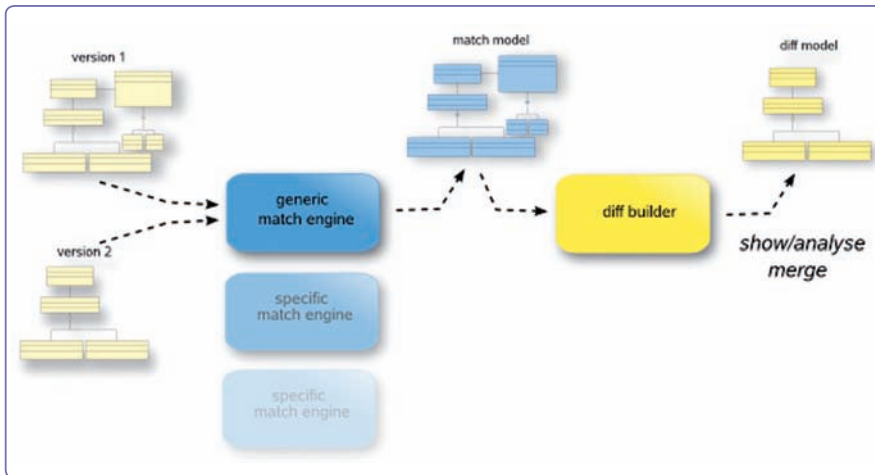 version 1
match model
diff model
generic
match engine
diff builder
version 2
show/analyse
merge
specific
match engine
specific
match engine